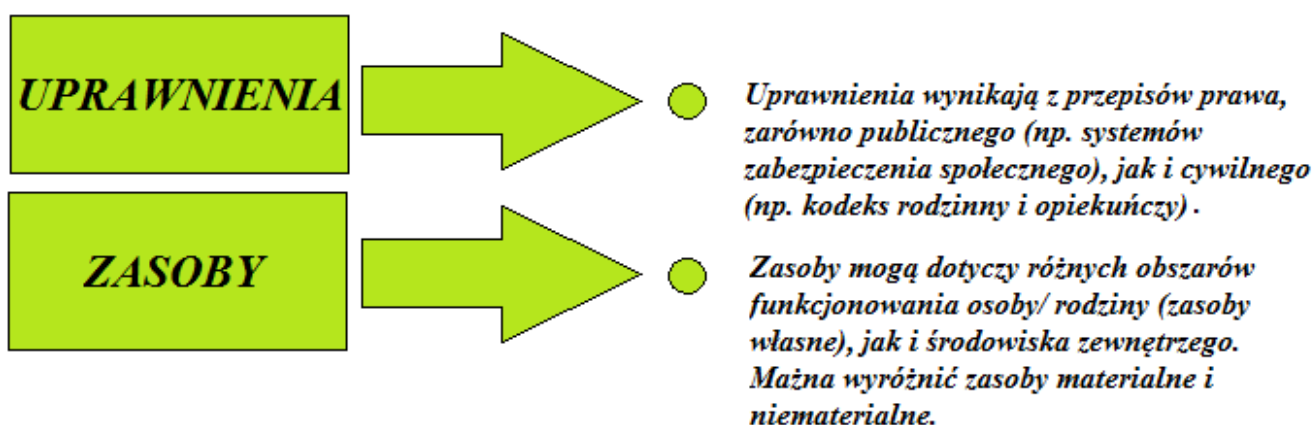 UPRAWNIENIA
Uprawnienia wynikają z przepisów prawa,
zarówno publicznego (np. systemów
zabezpieczenia społecznego), jak i cywilnego
(np. kodeks rodzinny i opiekuńczy) .
ZASOBY
Zasoby mogą dotyczy różnych obszarów
funkcjonowania osoby/ rodziny (zasoby
własne), jak i środowiska zewnętrzego.
Mażna wyróżnić zasoby materialne i
niematerialne.